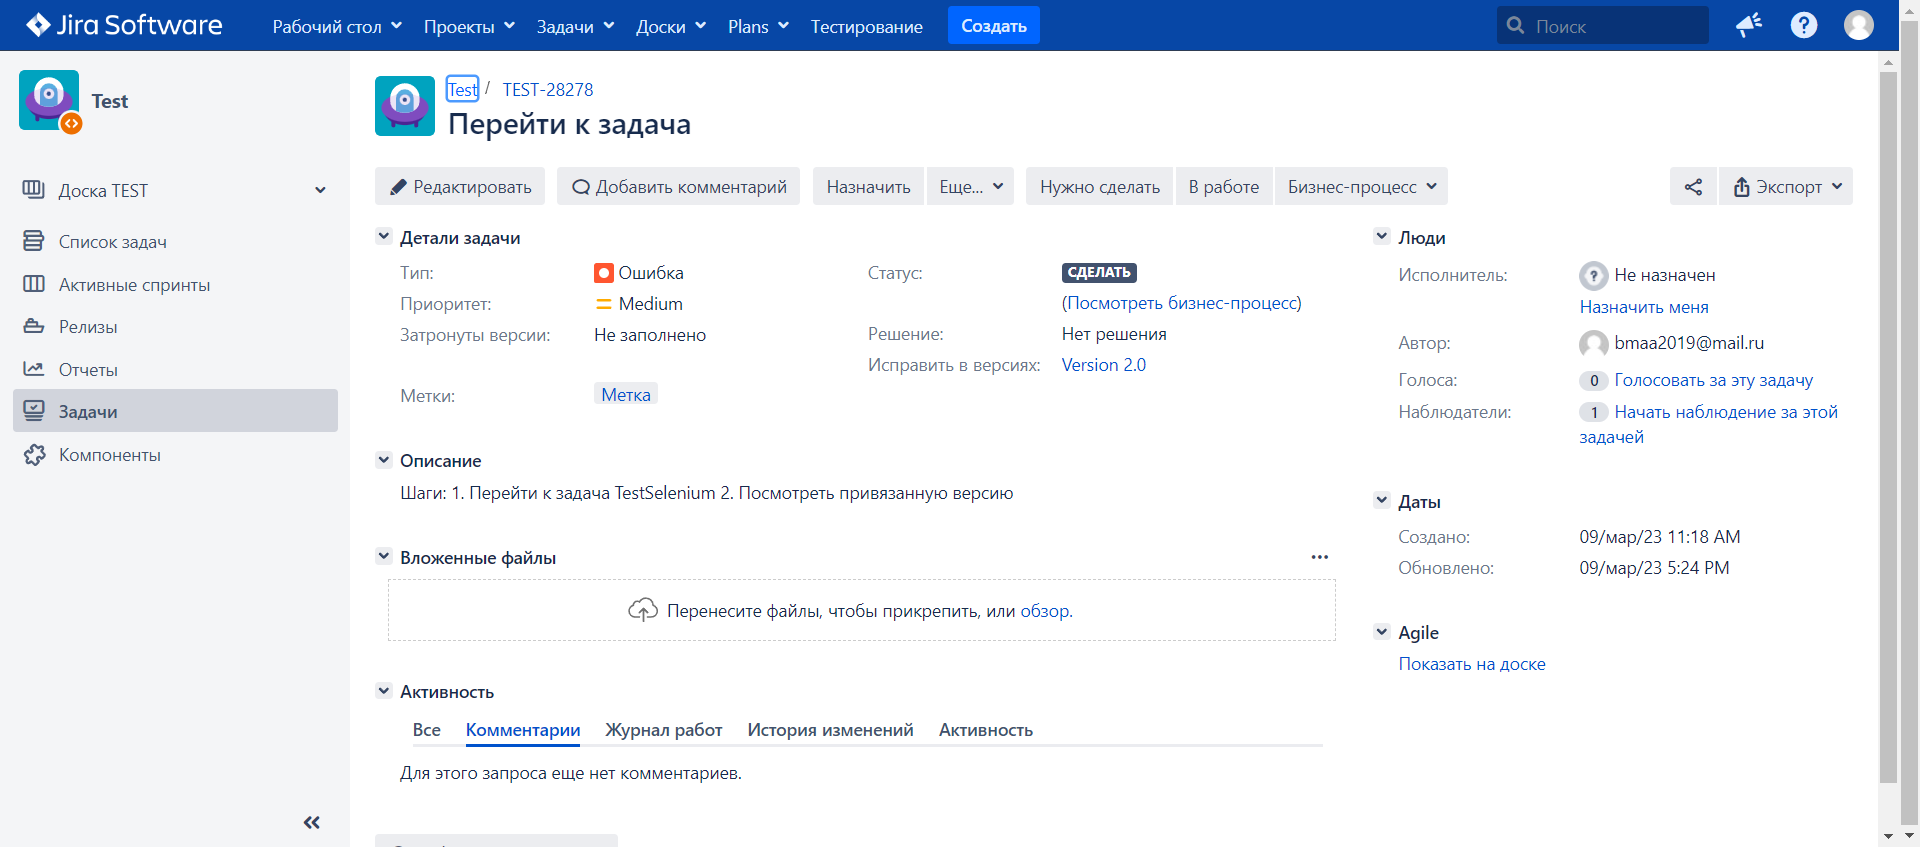 Jira Software Рабочий стол Проекты Задачи Доски Plans Тестирование Создать Поиск
Test
Доска TEST
Список задач
Активные спринты
Релизы
Отчеты
Задачи
Компоненты
Test / TEST-28278
Перейти к задача
Редактировать Добавить комментарий Назначить Еще... Нужно сделать В работе Бизнес-процесс Экспорт
Детали задачи
Тип: Ошибка
Приоритет: Medium
Затронуты версии: Не заполнено
Метки: Метка
Статус: СДЕЛАТЬ
(Посмотреть бизнес-процесс)
Решение: Нет решения
Исправить в версиях: Version 2.0
Описание
Шаги: 1. Перейти к задача TestSelenium 2. Посмотреть привязанную версию
Вложенные файлы
Перенесите файлы, чтобы прикрепить, или обзор.
Активность
Все Комментарии Журнал работ История изменений Активность
Для этого запроса еще нет комментариев.
Люди
Исполнитель: Не назначен
Назначить меня
Автор: bmaa2019@mail.ru
Голоса: 0 Голосовать за эту задачу
Наблюдатели: 1 Начать наблюдение за этой
задачей
Даты
Создано: 09/мар/23 11:18 AM
Обновлено: 09/мар/23 5:24 PM
Agile
Показать на доске